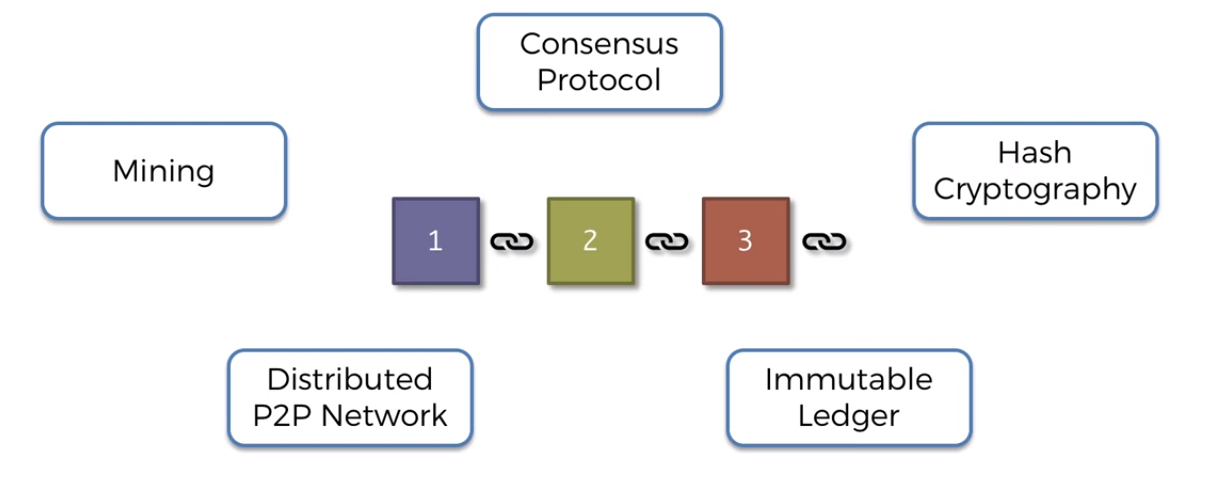 Consensus
Protocol
Mining
Hash
Cryptography
1
2
3
Distributed
P2P Network
Immutable
Ledger